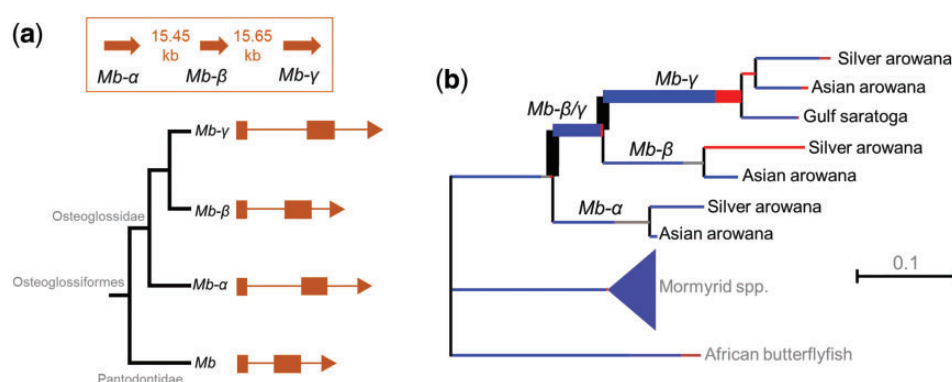 (a)
15.45 15.65
kb kb
Mb-α Mb-β Mb-γ
Mb-γ
Osteoglossidae
Mb-β
Osteoglossiformes
Mb-α
Mb
Pantodontidae
(b)
Mb-γ
Silver arowana
Asian arowana
Mb-β/γ
Gulf saratoga
Mb-β
Silver arowana
Asian arowana
Mb-α
Silver arowana
Asian arowana
0.1
Mormyrid spp.
African butterflyfish